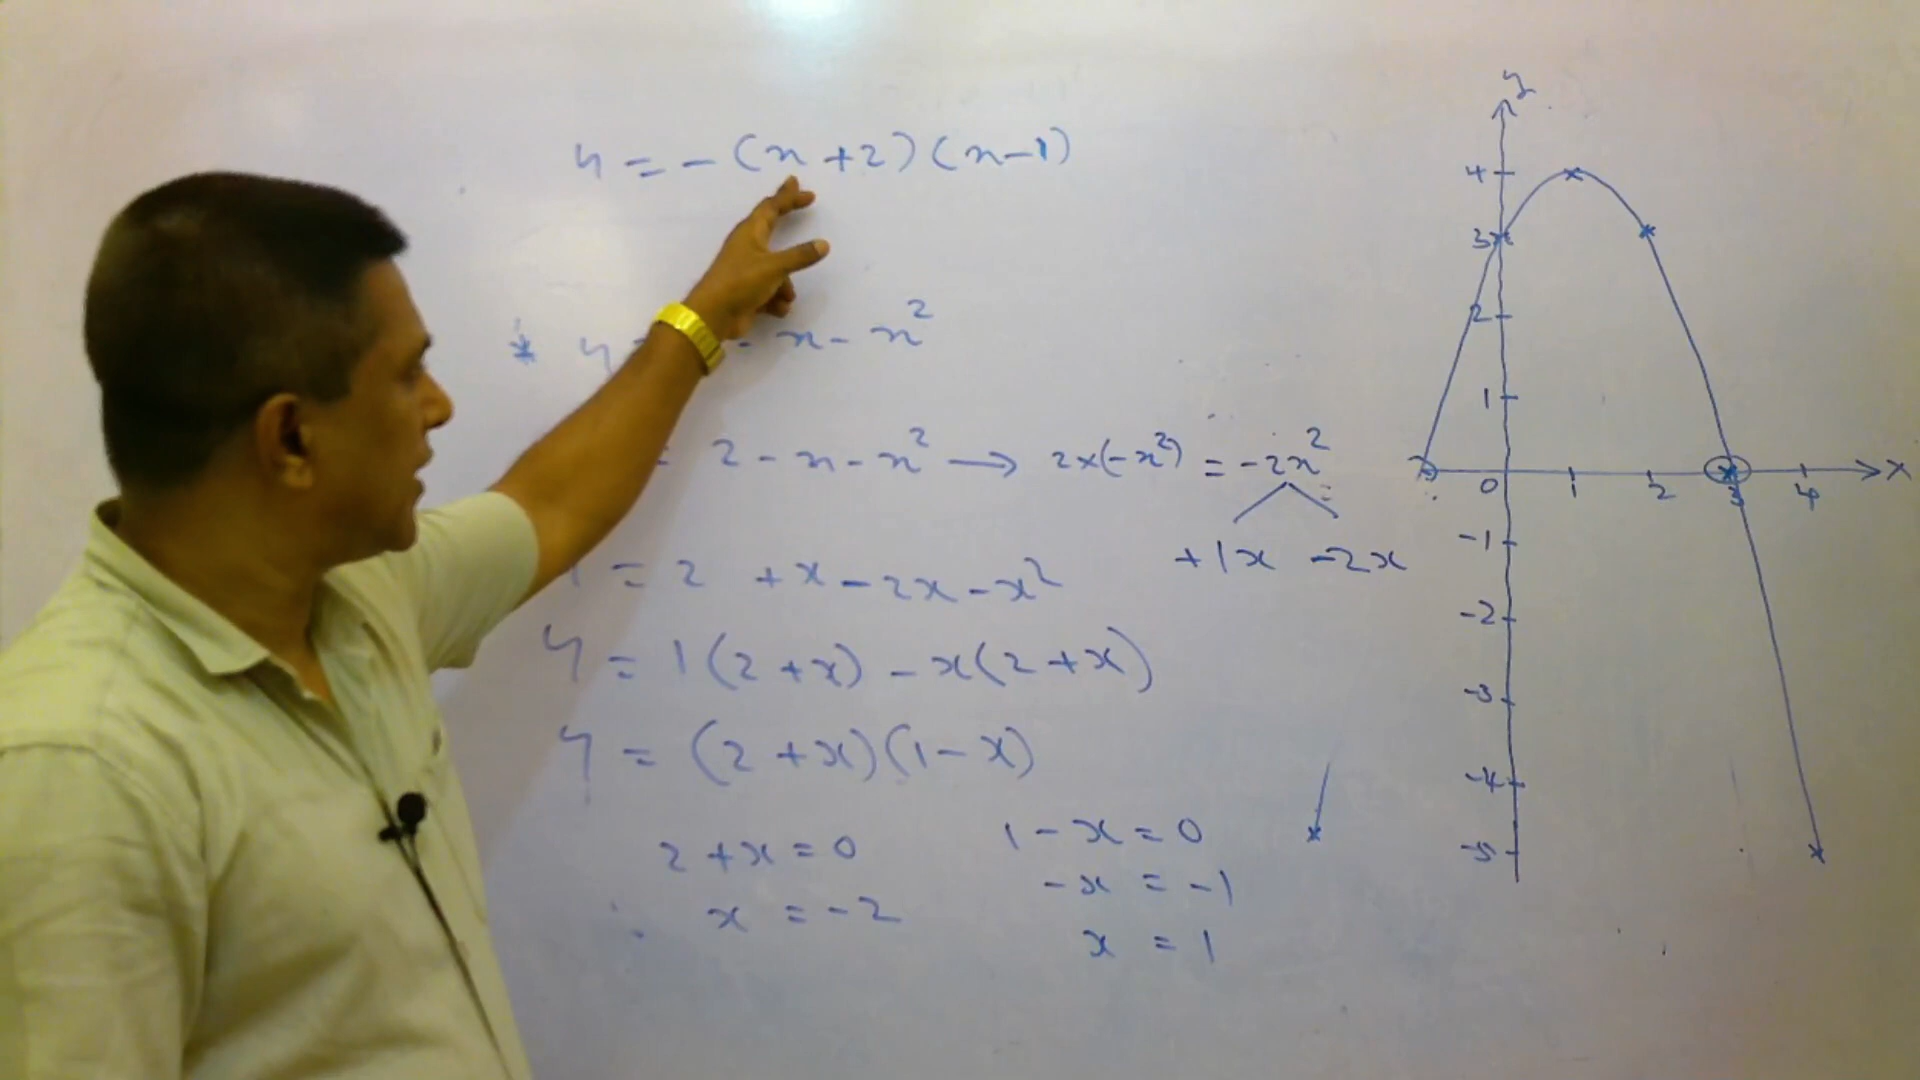 y = -(x+2)(x-1)
* y = - x - x²
= 2 - x - x² → 2x(-x²) = -2x²
+1x -2x
= 2 + x - 2x - x²
y = 1(2+x) - x(2+x)
y = (2+x)(1-x)
2+x=0 1-x=0
x = -2 -x = -1
x = 1
y
4
3
2
1
0 1 2 3 4 x
-1
-2
-3
-4
-5